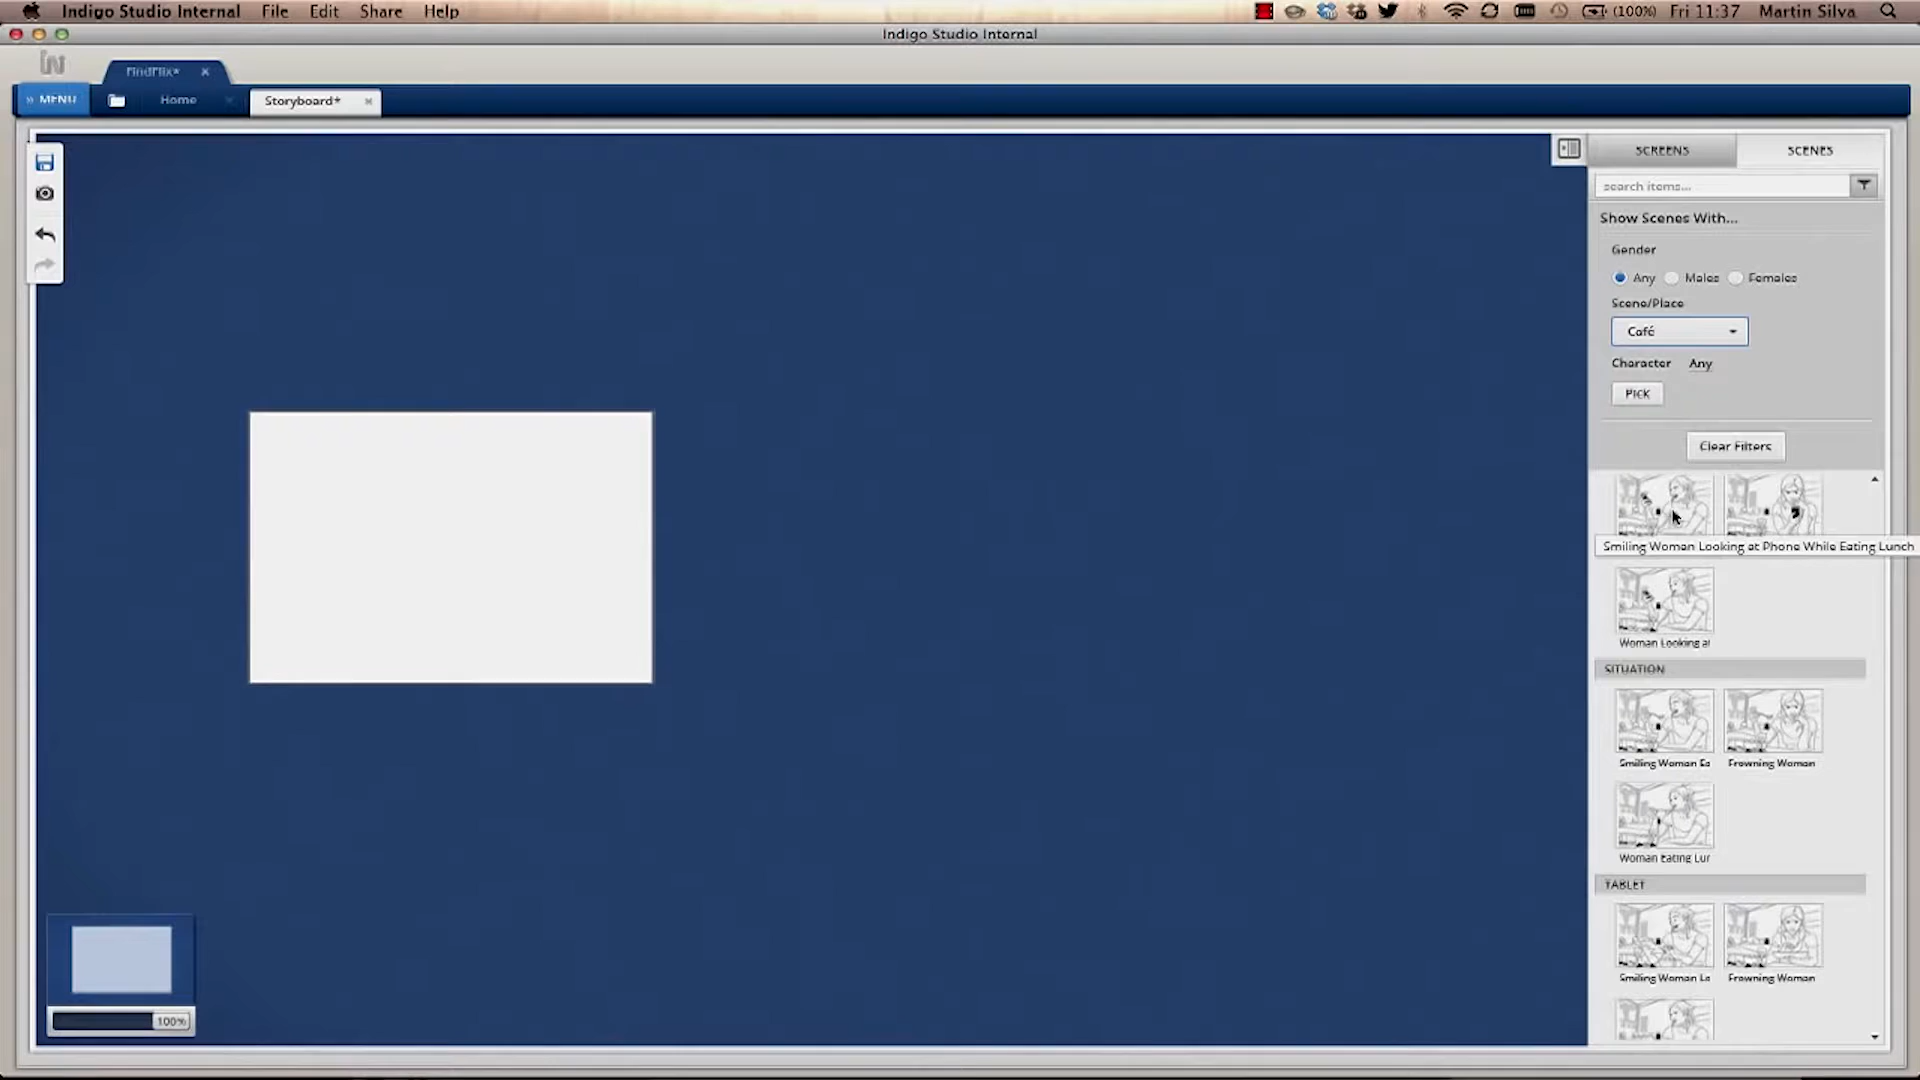 Indigo Studio Internal File Edit Share Help (100%) Fri 11:37 Martin Silva
Indigo Studio Internal
in
FindFlix* ×
» MENU Home Storyboard* ×
SCREENS SCENES
search items...
Show Scenes With...
Gender
Any Males Females
Scene/Place
Café
Character Any
PICK
Clear Filters
Smiling Woman Looking at Phone While Eating Lunch
Woman Looking at
SITUATION
Smiling Woman Ea Frowning Woman
Woman Eating Lur
TABLET
Smiling Woman Lo Frowning Woman
100%